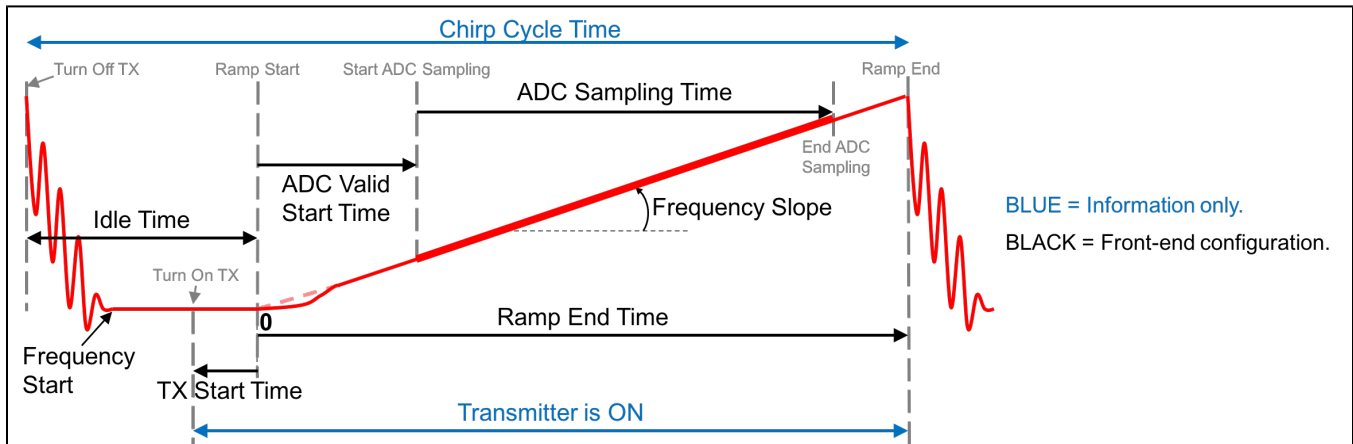 Chirp Cycle Time
Turn Off TX
Ramp Start
Start ADC Sampling
Ramp End
ADC Sampling Time
End ADC
Sampling
ADC Valid
Start Time
Frequency Slope
Idle Time
BLUE = Information only.
BLACK = Front-end configuration.
Turn On TX
0
Ramp End Time
Frequency
Start
TX Start Time
Transmitter is ON